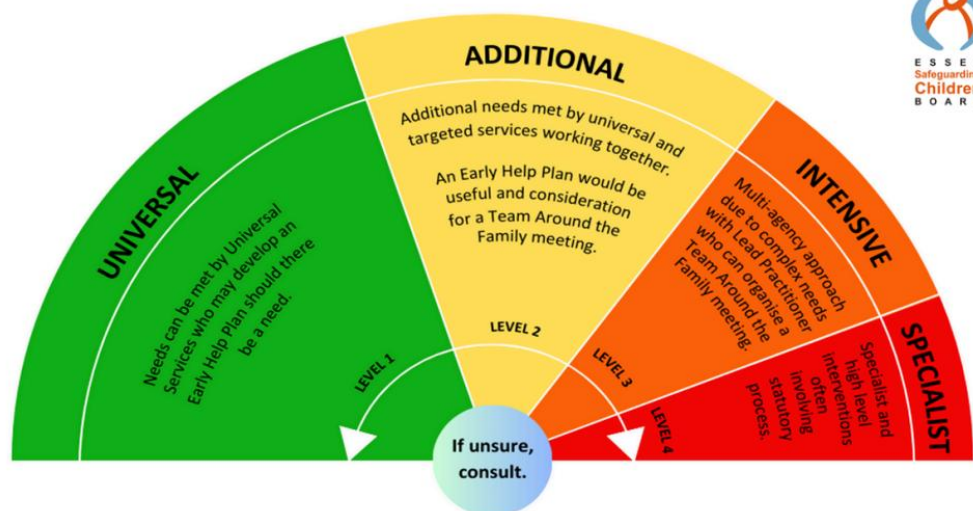 UNIVERSAL
Needs can be met by Universal
Services who may develop an
Early Help Plan should there
be a need.
LEVEL 1
ADDITIONAL
Additional needs met by universal and
targeted services working together.
An Early Help Plan would be
useful and consideration
for a Team Around the
Family meeting.
LEVEL 2
INTENSIVE
Multi-agency approach
due to complex needs
with Lead Practitioner
who can organise a
Team Around the
Family meeting.
LEVEL 3
SPECIALIST
Specialist and
high level
interventions
often
involving
statutory
process.
LEVEL 4
If unsure,
consult.
ESSE
Safeguardin
Childre
BOAR